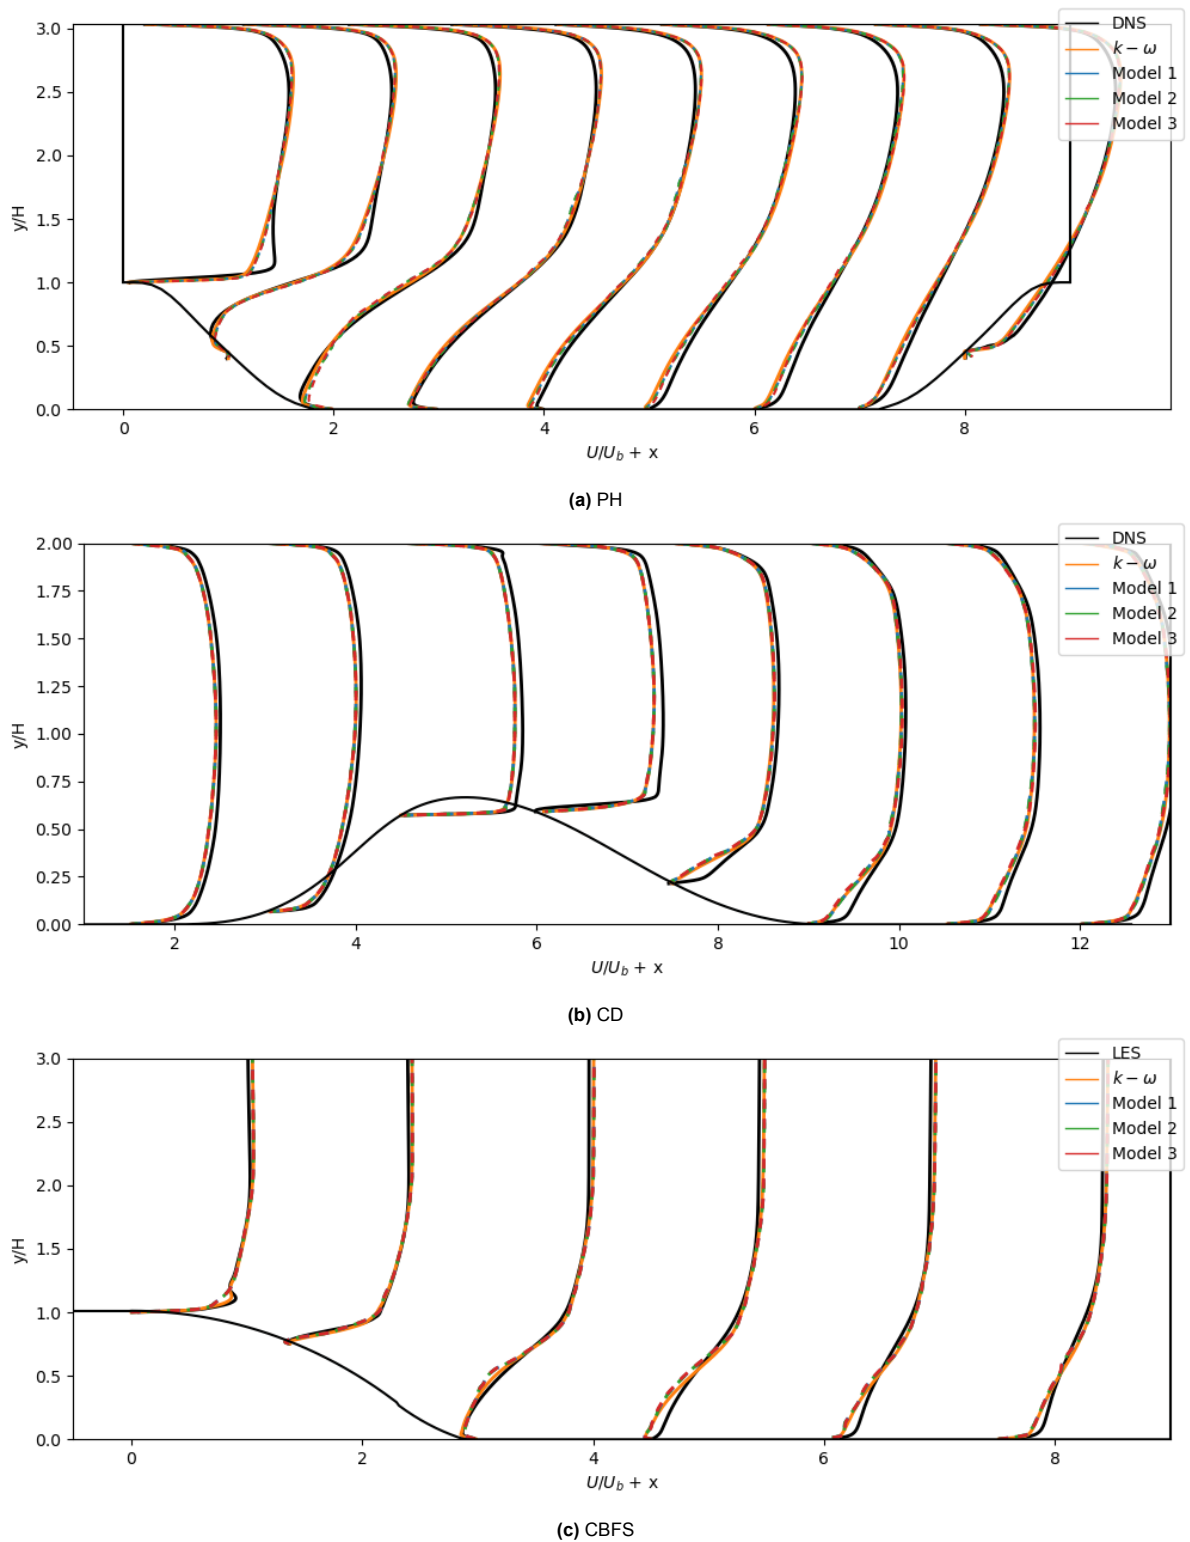 3.0
2.5
2.0
1.5
1.0
0.5
0.0
y/H
0 2 4 6 8
U/U_b + x
DNS
k − ω
Model 1
Model 2
Model 3
(a) PH
2.00
1.75
1.50
1.25
1.00
0.75
0.50
0.25
0.00
y/H
2 4 6 8 10 12
U/U_b + x
DNS
k − ω
Model 1
Model 2
Model 3
(b) CD
3.0
2.5
2.0
1.5
1.0
0.5
0.0
y/H
0 2 4 6 8
U/U_b + x
LES
k − ω
Model 1
Model 2
Model 3
(c) CBFS